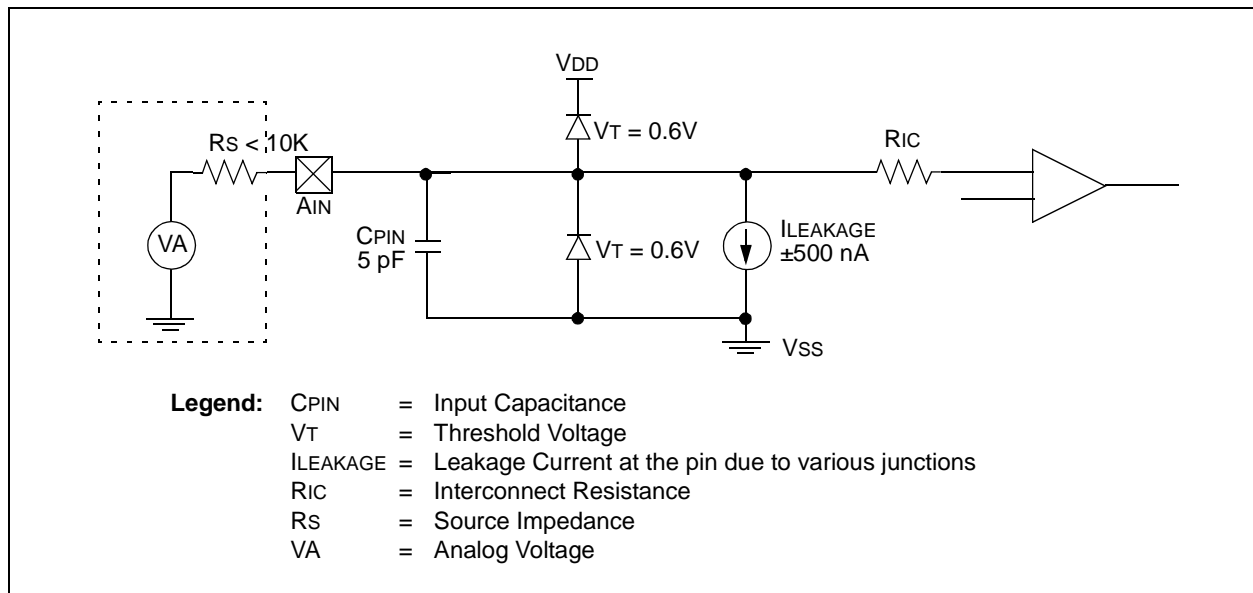 VDD
VT = 0.6V
RS < 10K
RIC
AIN
VA
CPIN
5 pF
VT = 0.6V
ILEAKAGE
±500 nA
VSS
Legend: CPIN = Input Capacitance
VT = Threshold Voltage
ILEAKAGE = Leakage Current at the pin due to various junctions
RIC = Interconnect Resistance
RS = Source Impedance
VA = Analog Voltage